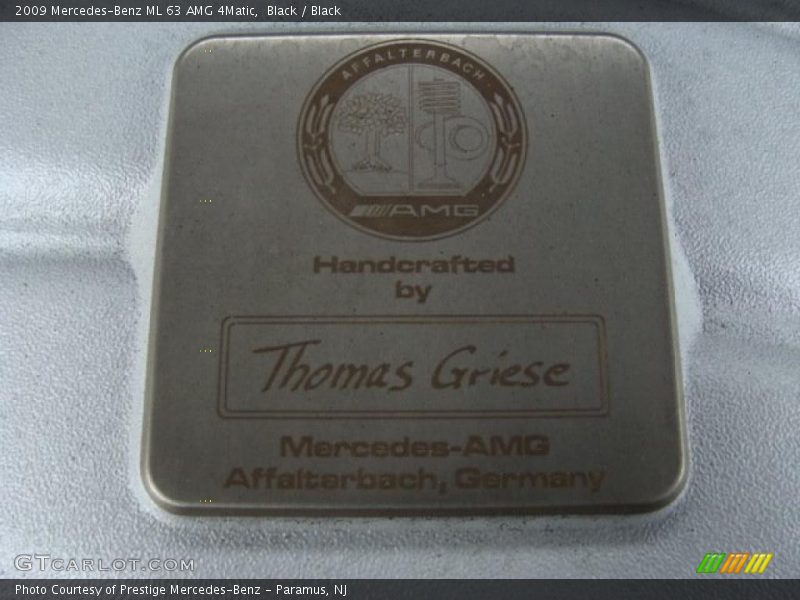 2009 Mercedes-Benz ML 63 AMG 4Matic,  Black / Black
AFFALTERBACH
AMG
Handcrafted
by
Thomas Griese
Mercedes-AMG
Affalterbach, Germany
GTCARLOT.COM
Photo Courtesy of Prestige Mercedes-Benz - Paramus, NJ